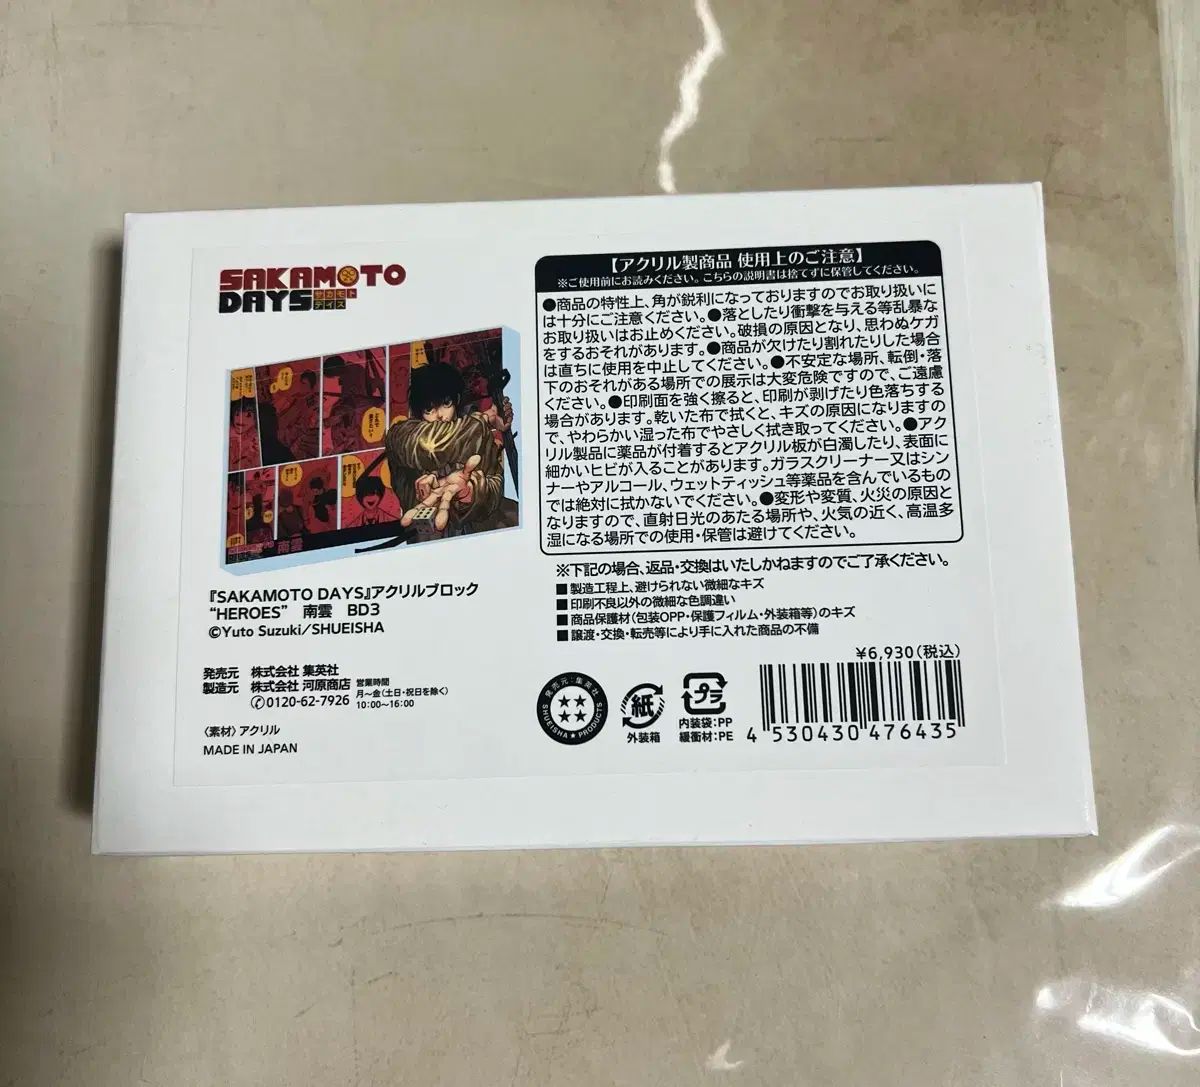 SAKAMOTO
DAYS サカモト
デイズ
南雲
『SAKAMOTO DAYS』アクリルブロック
“HEROES” 南雲 BD3
©Yuto Suzuki/SHUEISHA
発売元 株式会社 集英社
製造元 株式会社 河原商店 営業時間
月～金(土日・祝日を除く)
0120-62-7926 10:00～16:00
〈素材〉アクリル
MADE IN JAPAN
【アクリル製商品 使用上のご注意】
※ご使用前にお読みください。こちらの説明書は捨てずに保管してください。
●商品の特性上、角が鋭利になっておりますのでお取り扱いに
は十分にご注意ください。●落としたり衝撃を与える等乱暴な
お取り扱いはお止めください。破損の原因となり、思わぬケガ
をするおそれがあります。●商品が欠けたり割れたりした場合
は直ちに使用を中止してください。●不安定な場所、転倒・落
下のおそれがある場所での展示は大変危険ですので、ご遠慮
ください。●印刷面を強く擦ると、印刷が剥げたり色落ちする
場合があります。乾いた布で拭くと、キズの原因になりますの
で、やわらかい湿った布でやさしく拭き取ってください。●アク
リル製品に薬品が付着するとアクリル板が白濁したり、表面に
細かいヒビが入ることがあります。ガラスクリーナー又はシン
ナーやアルコール、ウェットティッシュ等薬品を含んでいるもの
では絶対に拭かないでください。●変形や変質、火災の原因と
なりますので、直射日光のあたる場所や、火気の近く、高温多
湿になる場所での使用・保管は避けてください。
※下記の場合、返品・交換はいたしかねますのでご了承ください。
■製造工程上、避けられない微細なキズ
■印刷不良以外の微細な色調違い
■商品保護材(包装OPP・保護フィルム・外装箱等)のキズ
■譲渡・交換・転売等により手に入れた商品の不備
¥6,930(税込)
発売元：集英社
SHUEISHA★PRODUCTS
紙
外装箱
プラ
内装袋：PP
緩衝材：PE
4 530430 476435